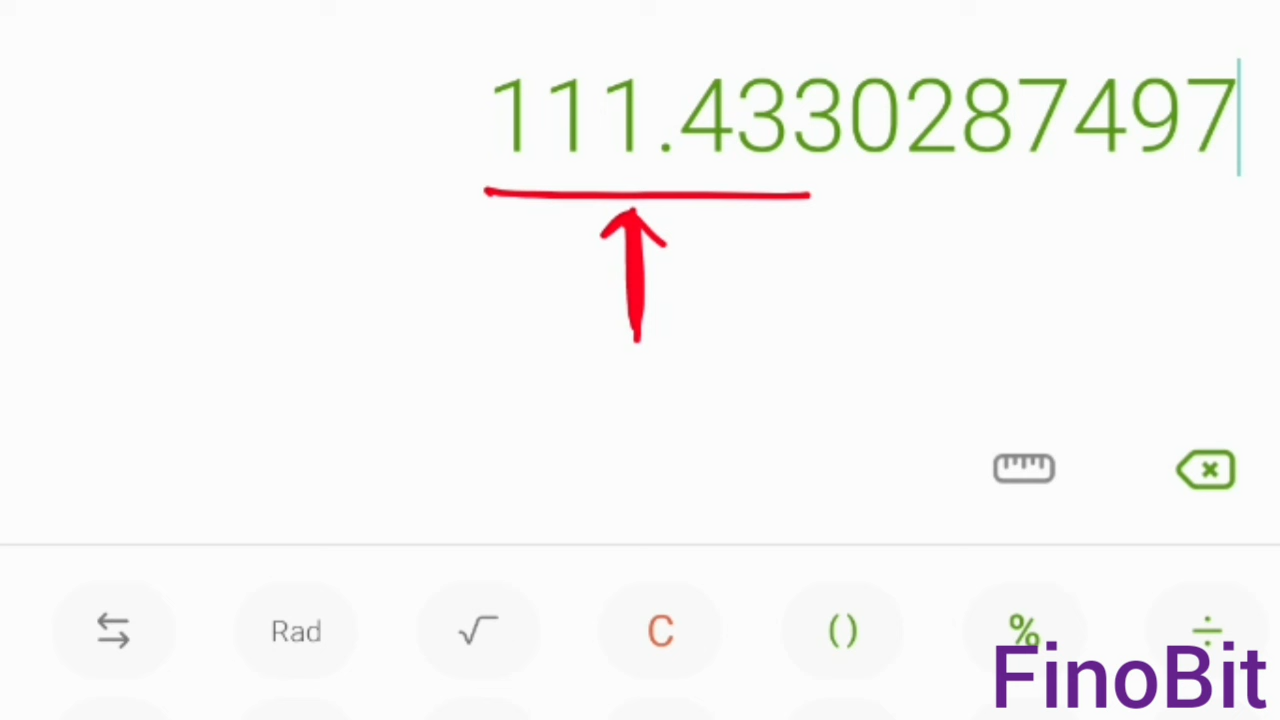 111.4330287497
Rad √ C () % ÷
FinoBit